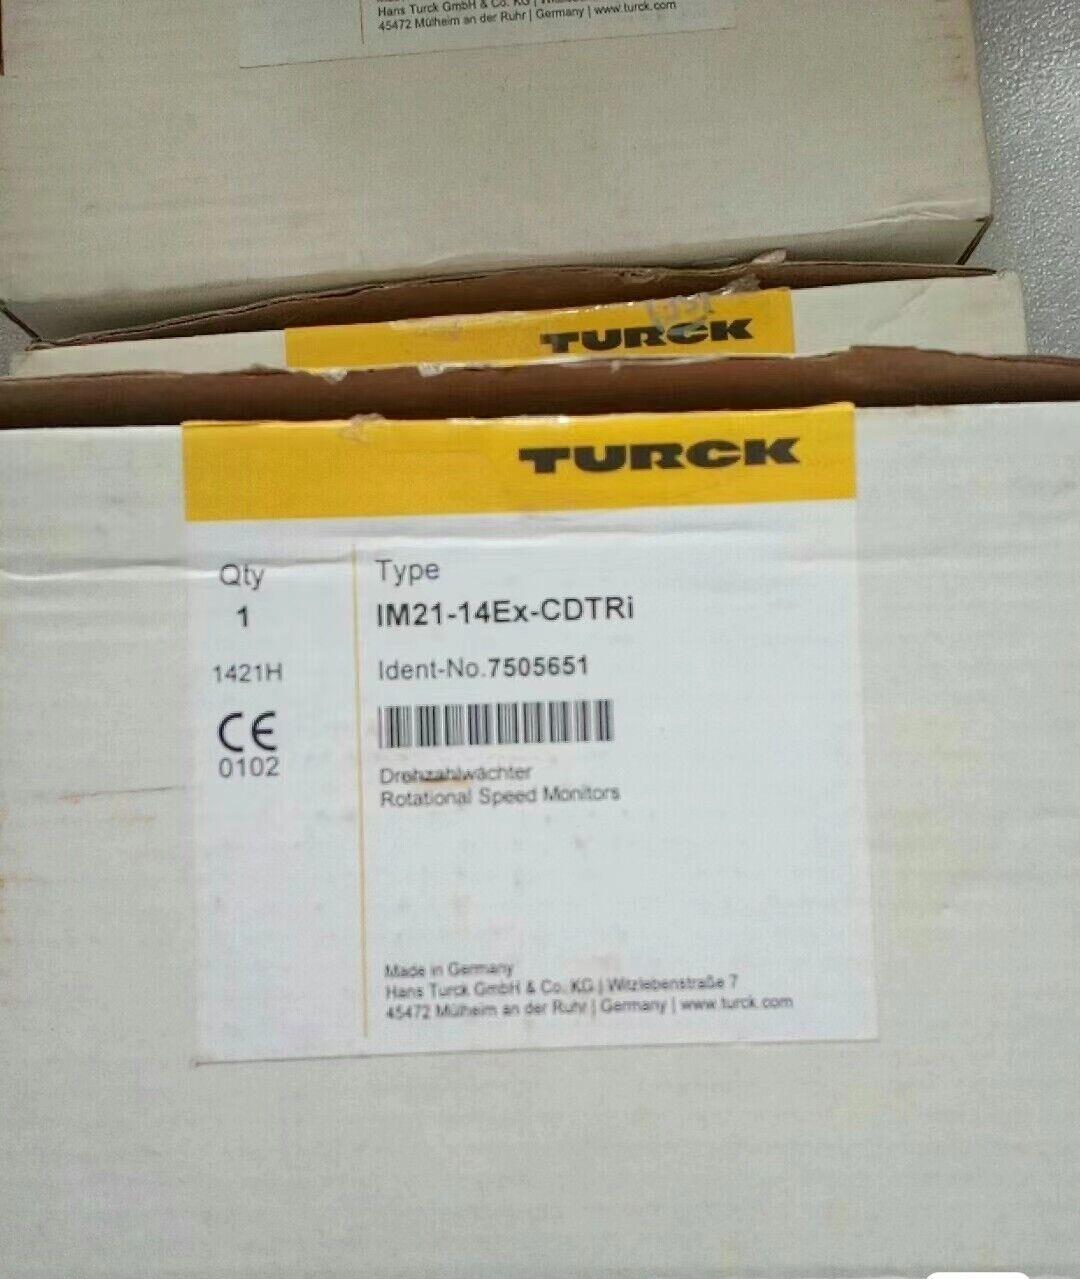 Hans Turck GmbH & Co. KG |
45472 Mülheim an der Ruhr | Germany | www.turck.com
TURCK
TURCK
Qty
1
1421H
CE
0102
Type
IM21-14Ex-CDTRi
Ident-No.7505651
Drehzahlwächter
Rotational Speed Monitors
Made in Germany
Hans Turck GmbH & Co. KG | Witzlebenstraße 7
45472 Mülheim an der Ruhr | Germany | www.turck.com